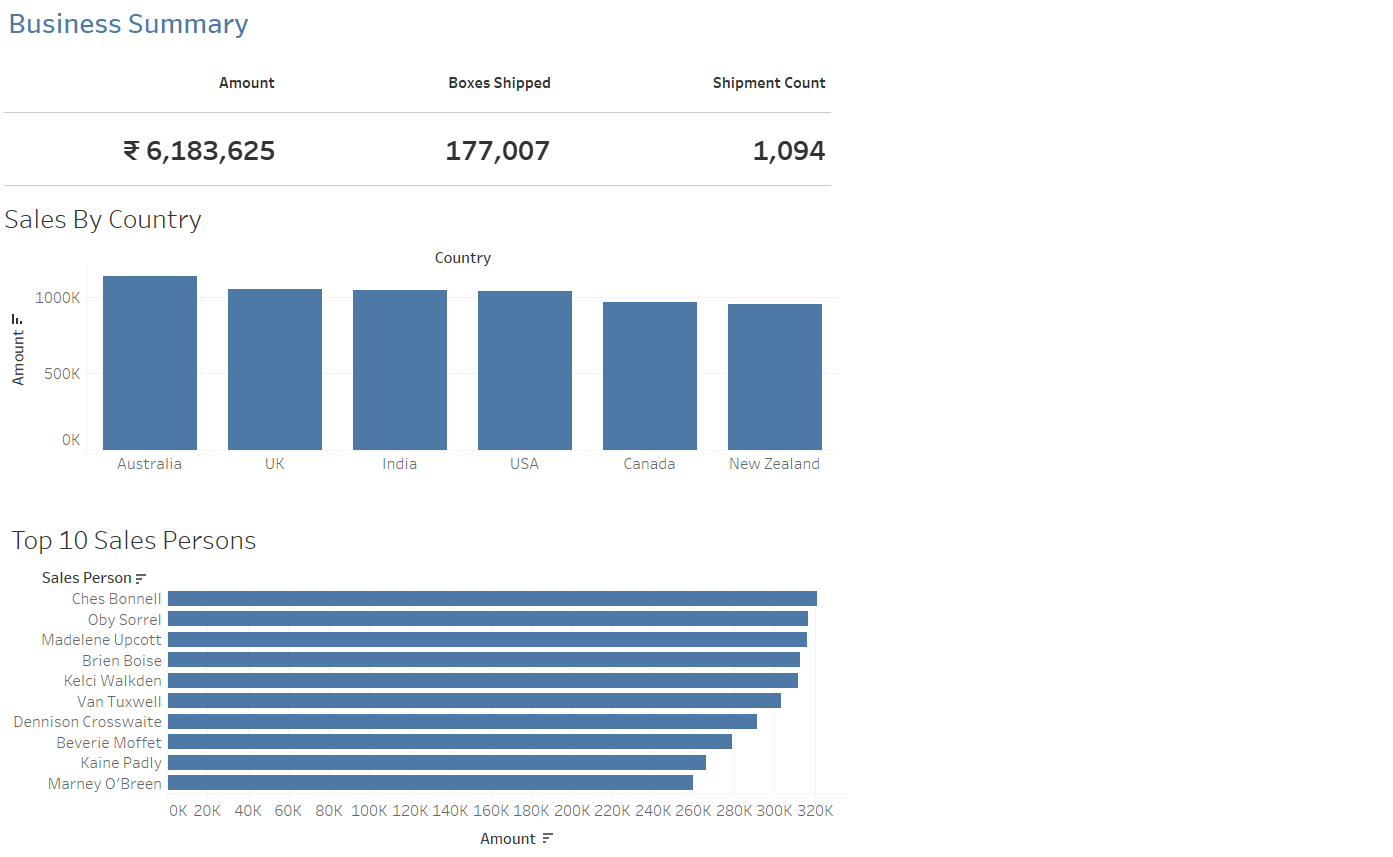 Business Summary
Amount Boxes Shipped Shipment Count
₹ 6,183,625 177,007 1,094
Sales By Country
Country
1000K
500K
0K
Amount
Australia UK India USA Canada New Zealand
Top 10 Sales Persons
Sales Person
Ches Bonnell
Oby Sorrel
Madelene Upcott
Brien Boise
Kelci Walkden
Van Tuxwell
Dennison Crosswaite
Beverie Moffet
Kaine Padly
Marney O’Breen
0K 20K 40K 60K 80K 100K 120K 140K 160K 180K 200K 220K 240K 260K 280K 300K 320K
Amount